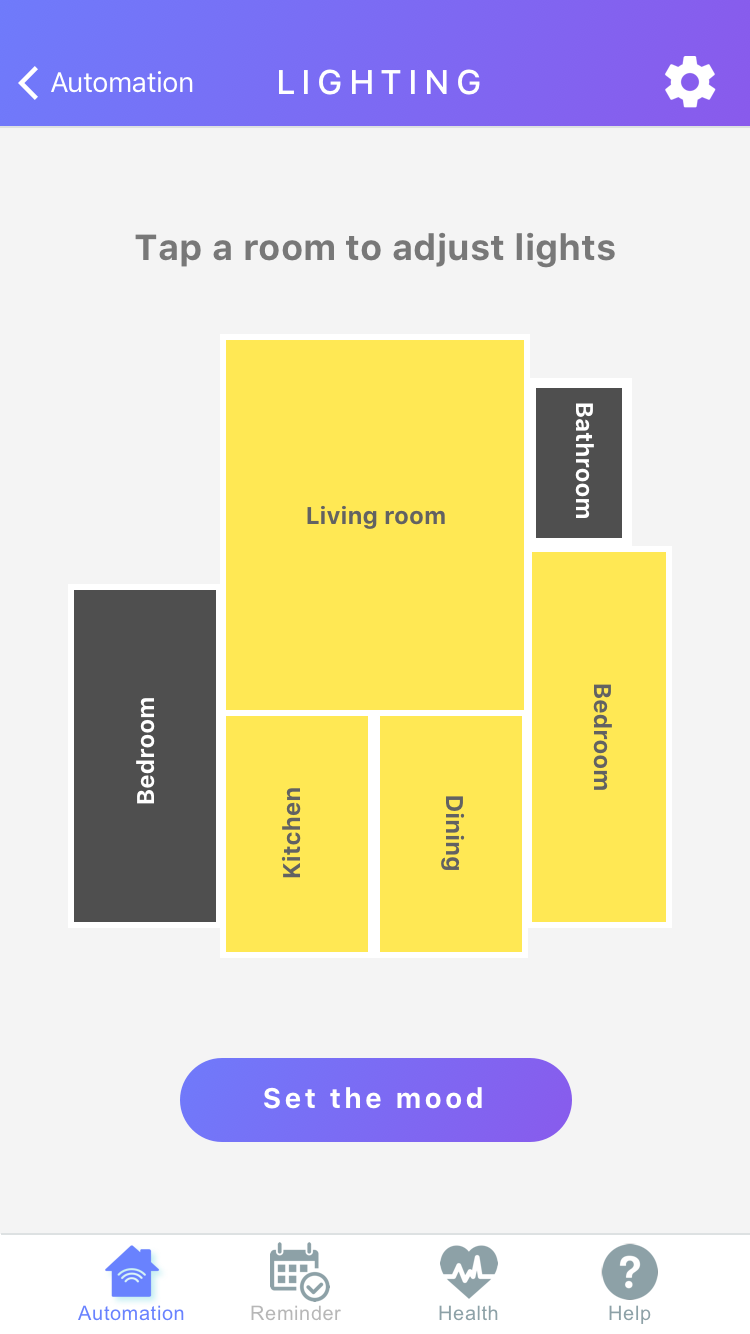 Automation
LIGHTING
Tap a room to adjust lights
Living room
Bathroom
Bedroom
Bedroom
Kitchen
Dining
Set the mood
Automation
Reminder
Health
?
Help